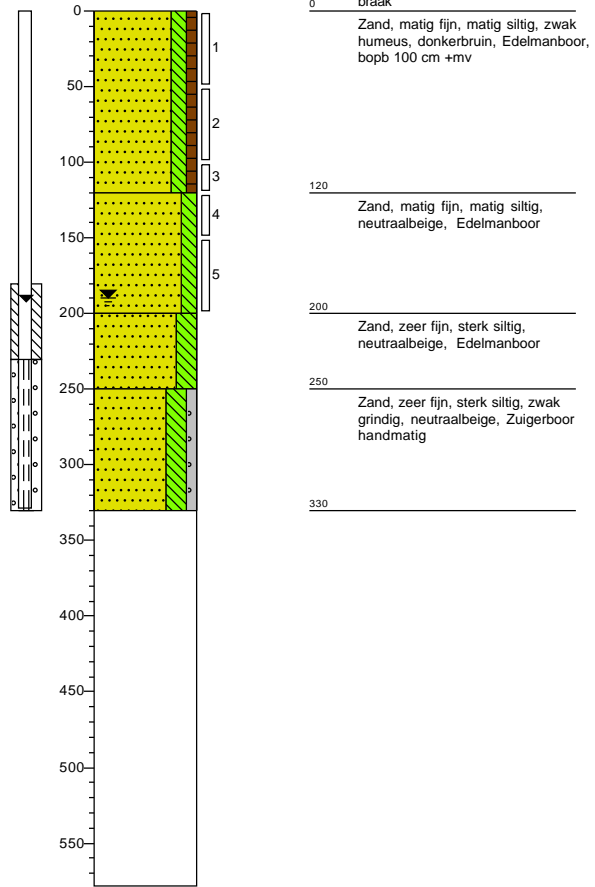 0
braak
Zand, matig fijn, matig siltig, zwak
humeus, donkerbruin, Edelmanboor,
bopb 100 cm +mv
120
Zand, matig fijn, matig siltig,
neutraalbeige, Edelmanboor
200
Zand, zeer fijn, sterk siltig,
neutraalbeige, Edelmanboor
250
Zand, zeer fijn, sterk siltig, zwak
grindig, neutraalbeige, Zuigerboor
handmatig
330
0
50
100
150
200
250
300
350
400
450
500
550
1
2
3
4
5